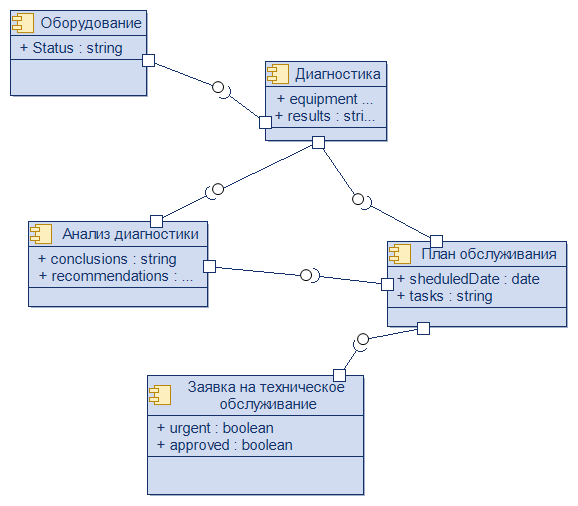 Оборудование
+ Status : string
Диагностика
+ equipment ...
+ results : stri...
Анализ диагностики
+ conclusions : string
+ recommendations : ...
План обслуживания
+ sheduledDate : date
+ tasks : string
Заявка на техническое
обслуживание
+ urgent : boolean
+ approved : boolean